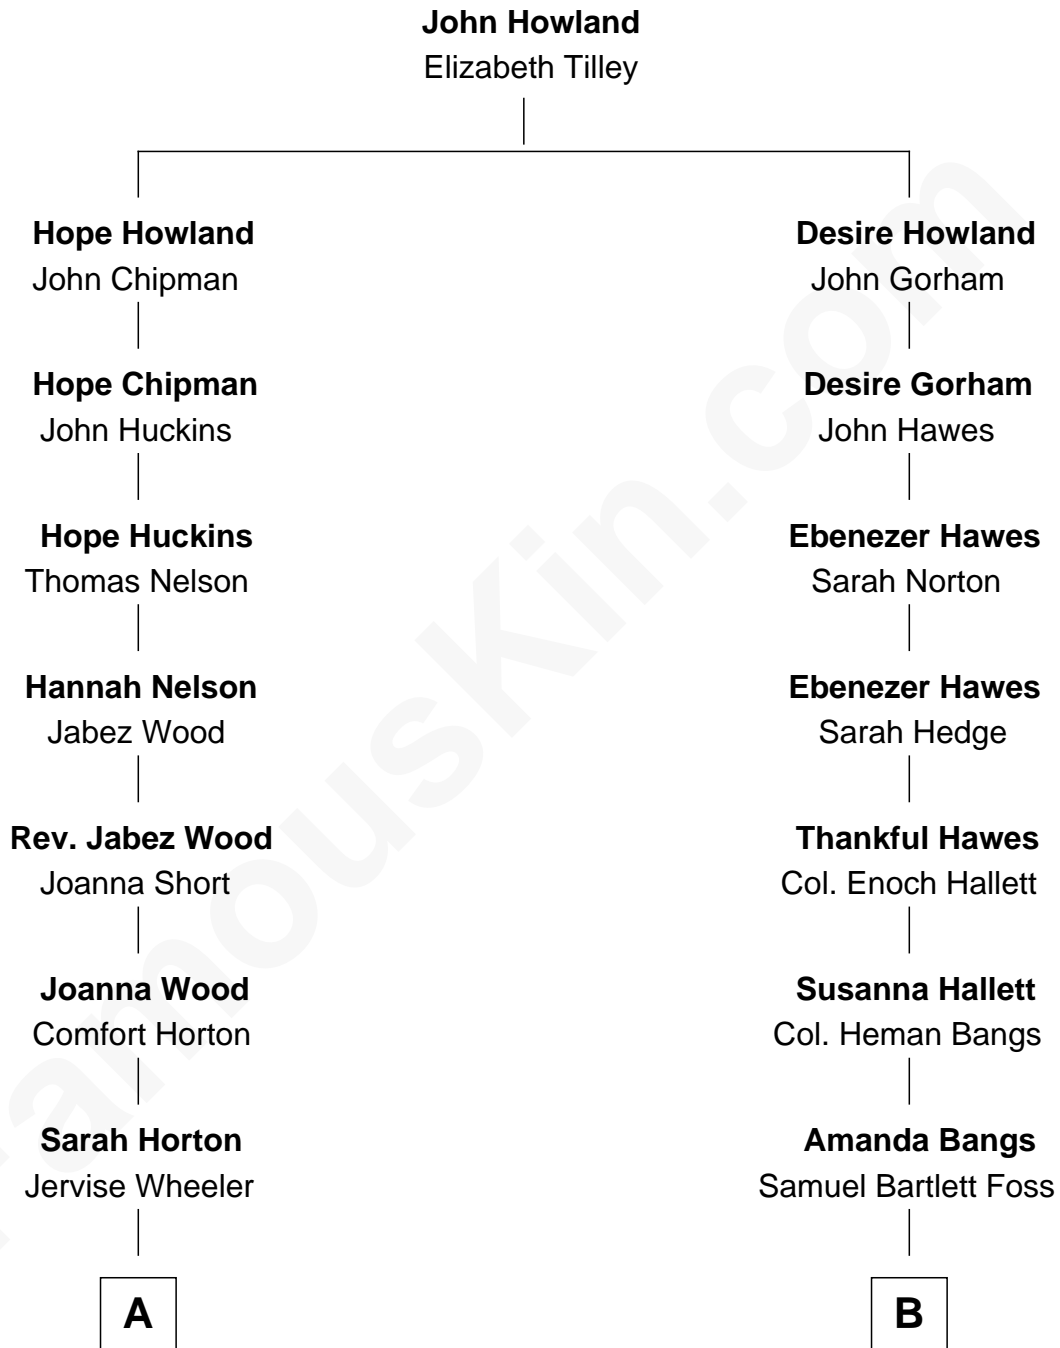 John Howland
Elizabeth Tilley
Hope Howland
John Chipman
Desire Howland
John Gorham
Hope Chipman
John Huckins
Desire Gorham
John Hawes
Hope Huckins
Thomas Nelson
Ebenezer Hawes
Sarah Norton
Hannah Nelson
Jabez Wood
Ebenezer Hawes
Sarah Hedge
Rev. Jabez Wood
Joanna Short
Thankful Hawes
Col. Enoch Hallett
Joanna Wood
Comfort Horton
Susanna Hallett
Col. Heman Bangs
Sarah Horton
Jervise Wheeler
Amanda Bangs
Samuel Bartlett Foss
A
B
FamousKin.com